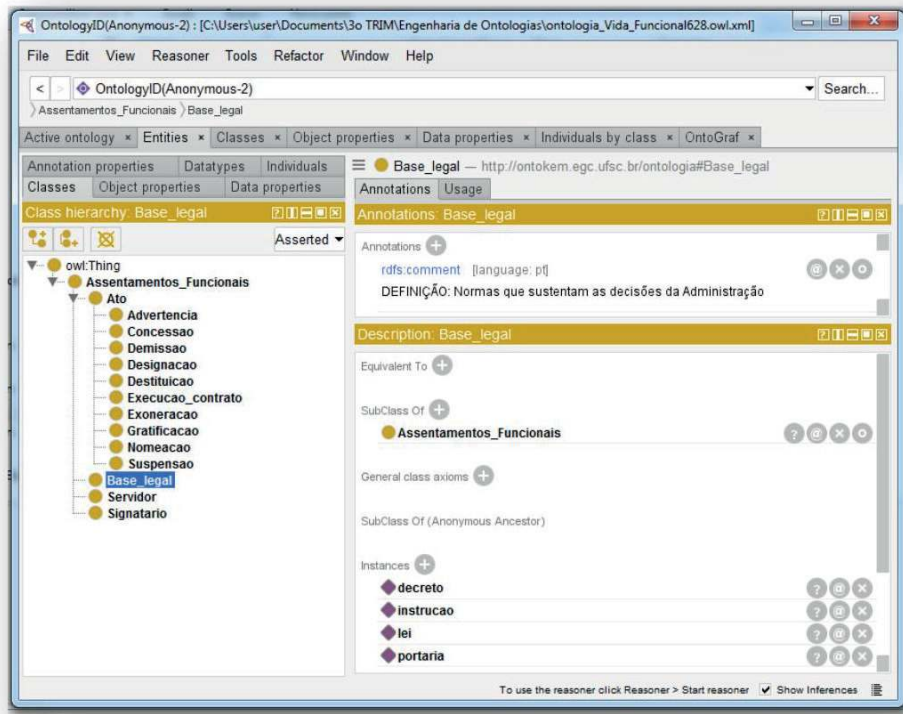 OntologyID(Anonymous-2) : [C:\Users\user\Documents\3o TRIM\Engenharia de Ontologias\ontologia_Vida_Funcional628.owl.xml]
File Edit View Reasoner Tools Refactor Window Help
< > OntologyID(Anonymous-2) Search...
Assentamentos_Funcionais Base_legal
Active ontology × Entities × Classes × Object properties × Data properties × Individuals by class × OntoGraf ×
Annotation properties Datatypes Individuals
Classes Object properties Data properties
Class hierarchy: Base_legal
Asserted
owl:Thing
Assentamentos_Funcionais
Ato
Advertencia
Concessao
Demissao
Designacao
Destituicao
Execucao_contrato
Exoneracao
Gratificacao
Nomeacao
Suspensao
Base_legal
Servidor
Signatario
Base_legal — http://ontokem.egc.ufsc.br/ontologia#Base_legal
Annotations Usage
Annotations: Base_legal
Annotations
rdfs:comment [language: pt]
DEFINIÇÃO: Normas que sustentam as decisões da Administração
Description: Base_legal
Equivalent To
SubClass Of
Assentamentos_Funcionais
General class axioms
SubClass Of (Anonymous Ancestor)
Instances
decreto
instrucao
lei
portaria
To use the reasoner click Reasoner > Start reasoner Show Inferences